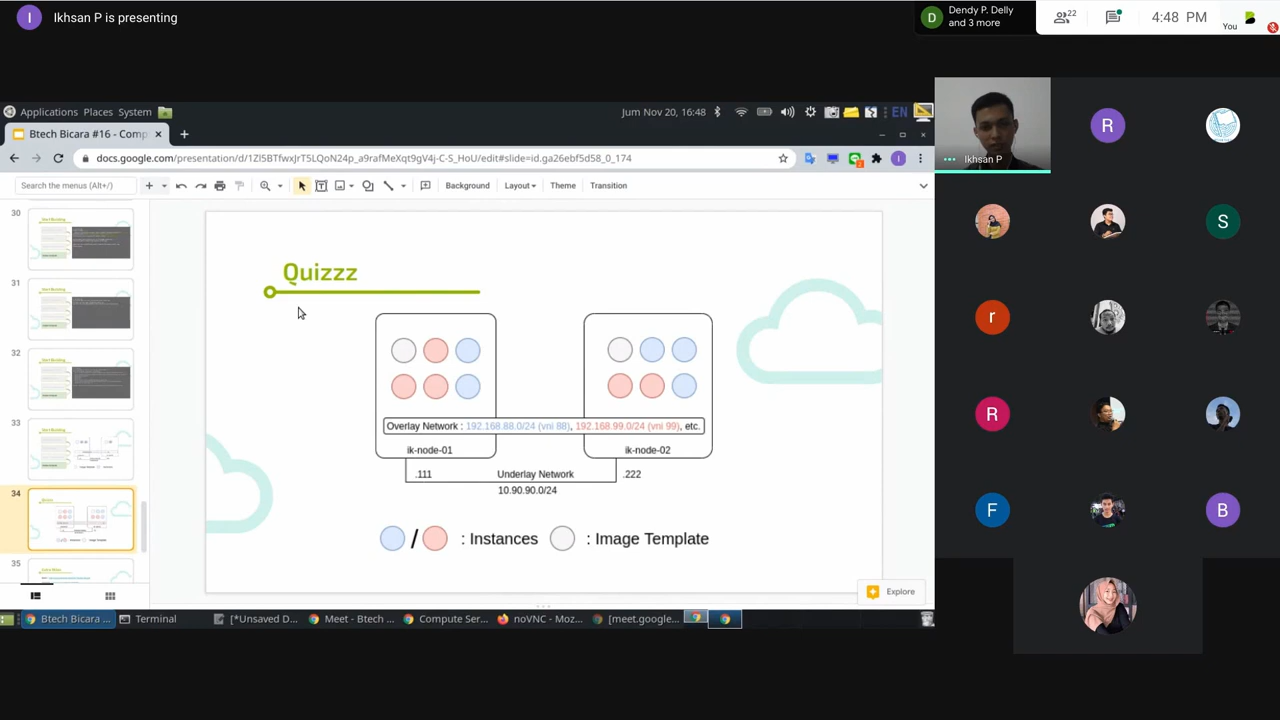 I
Ikhsan P is presenting
D
Dendy P. Delly
and 3 more
22
4:48 PM
You
Applications Places System
Jum Nov 20, 16:48
EN
Btech Bicara #16 - Comp
docs.google.com/presentation/d/1Zl5BTfwxJrT5LQoN24p_a9rafMeXqt9gV4j-C-S_HoU/edit#slide=id.ga26ebf5d58_0_174
Search the menus (Alt+/)
Background
Layout
Theme
Transition
30
31
32
33
34
35
Quizzz
Overlay Network : 192.168.88.0/24 (vni 88), 192.168.99.0/24 (vni 99), etc.
ik-node-01
ik-node-02
.111
Underlay Network
.222
10.90.90.0/24
/
: Instances
: Image Template
Explore
Btech Bicara ...
Terminal
[*Unsaved D...
Meet - Btech ...
Compute Ser...
noVNC - Moz...
[meet.google...
Ikhsan P
R
S
r
R
F
B